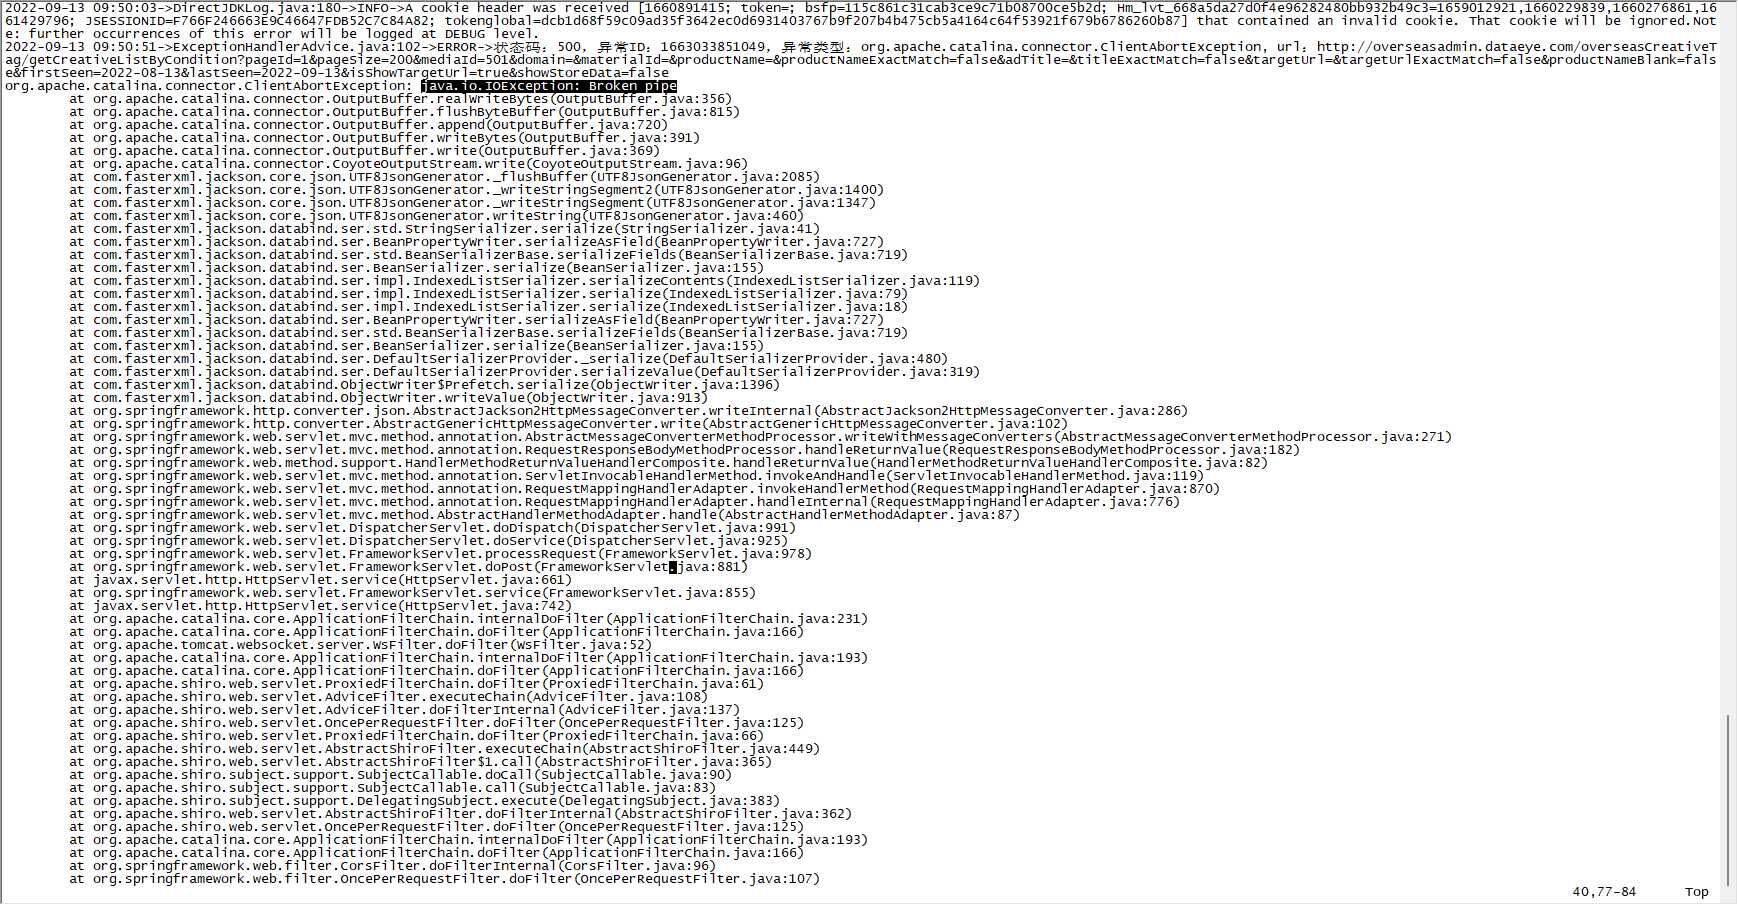 2022-09-13 09:50:03->DirectJDKLog.java:180->INFO->A cookie header was received [1660891415; token=; bsfp=115c861c31cab3ce9c71b08700ce5b2d; Hm_lvt_668a5da27d0f4e96282480bb932b49c3=1659012921,1660229839,1660276861,16
61429796; JSESSIONID=F766F246663E9C46647FDB52C7C84A82; tokenglobal=dcb1d68f59c09ad35f3642ec0d6931403767b9f207b4b475cb5a4164c64f53921f679b6786260b87] that contained an invalid cookie. That cookie will be ignored.Not
e: further occurrences of this error will be logged at DEBUG level.
2022-09-13 09:50:51->ExceptionHandlerAdvice.java:102->ERROR->状态码: 500, 异常ID: 1663033851049, 异常类型: org.apache.catalina.connector.ClientAbortException, url: http://overseasadmin.dataeye.com/overseasCreativeT
ag/getCreativeListByCondition?pageId=1&pageSize=200&mediaId=501&domain=&materialId=&productName=&productNameExactMatch=false&adTitle=&titleExactMatch=false&targetUrl=&targetUrlExactMatch=false&productNameBlank=fals
e&firstSeen=2022-08-13&lastSeen=2022-09-13&isShowTargetUrl=true&showStoreData=false
org.apache.catalina.connector.ClientAbortException: java.io.IOException: Broken pipe
at org.apache.catalina.connector.OutputBuffer.realWriteBytes(OutputBuffer.java:356)
at org.apache.catalina.connector.OutputBuffer.flushByteBuffer(OutputBuffer.java:815)
at org.apache.catalina.connector.OutputBuffer.append(OutputBuffer.java:720)
at org.apache.catalina.connector.OutputBuffer.writeBytes(OutputBuffer.java:391)
at org.apache.catalina.connector.OutputBuffer.write(OutputBuffer.java:369)
at org.apache.catalina.connector.CoyoteOutputStream.write(CoyoteOutputStream.java:96)
at com.fasterxml.jackson.core.json.UTF8JsonGenerator._flushBuffer(UTF8JsonGenerator.java:2085)
at com.fasterxml.jackson.core.json.UTF8JsonGenerator._writeStringSegment2(UTF8JsonGenerator.java:1400)
at com.fasterxml.jackson.core.json.UTF8JsonGenerator._writeStringSegment(UTF8JsonGenerator.java:1347)
at com.fasterxml.jackson.core.json.UTF8JsonGenerator.writeString(UTF8JsonGenerator.java:460)
at com.fasterxml.jackson.databind.ser.std.StringSerializer.serialize(StringSerializer.java:41)
at com.fasterxml.jackson.databind.ser.BeanPropertyWriter.serializeAsField(BeanPropertyWriter.java:727)
at com.fasterxml.jackson.databind.ser.std.BeanSerializerBase.serializeFields(BeanSerializerBase.java:719)
at com.fasterxml.jackson.databind.ser.BeanSerializer.serialize(BeanSerializer.java:155)
at com.fasterxml.jackson.databind.ser.impl.IndexedListSerializer.serializeContents(IndexedListSerializer.java:119)
at com.fasterxml.jackson.databind.ser.impl.IndexedListSerializer.serialize(IndexedListSerializer.java:79)
at com.fasterxml.jackson.databind.ser.impl.IndexedListSerializer.serialize(IndexedListSerializer.java:18)
at com.fasterxml.jackson.databind.ser.BeanPropertyWriter.serializeAsField(BeanPropertyWriter.java:727)
at com.fasterxml.jackson.databind.ser.std.BeanSerializerBase.serializeFields(BeanSerializerBase.java:719)
at com.fasterxml.jackson.databind.ser.BeanSerializer.serialize(BeanSerializer.java:155)
at com.fasterxml.jackson.databind.ser.DefaultSerializerProvider._serialize(DefaultSerializerProvider.java:480)
at com.fasterxml.jackson.databind.ser.DefaultSerializerProvider.serializeValue(DefaultSerializerProvider.java:319)
at com.fasterxml.jackson.databind.ObjectWriter$Prefetch.serialize(ObjectWriter.java:1396)
at com.fasterxml.jackson.databind.ObjectWriter.writeValue(ObjectWriter.java:913)
at org.springframework.http.converter.json.AbstractJackson2HttpMessageConverter.writeInternal(AbstractJackson2HttpMessageConverter.java:286)
at org.springframework.http.converter.AbstractGenericHttpMessageConverter.write(AbstractGenericHttpMessageConverter.java:102)
at org.springframework.web.servlet.mvc.method.annotation.AbstractMessageConverterMethodProcessor.writeWithMessageConverters(AbstractMessageConverterMethodProcessor.java:271)
at org.springframework.web.servlet.mvc.method.annotation.RequestResponseBodyMethodProcessor.handleReturnValue(RequestResponseBodyMethodProcessor.java:182)
at org.springframework.web.method.support.HandlerMethodReturnValueHandlerComposite.handleReturnValue(HandlerMethodReturnValueHandlerComposite.java:82)
at org.springframework.web.servlet.mvc.method.annotation.ServletInvocableHandlerMethod.invokeAndHandle(ServletInvocableHandlerMethod.java:119)
at org.springframework.web.servlet.mvc.method.annotation.RequestMappingHandlerAdapter.invokeHandlerMethod(RequestMappingHandlerAdapter.java:870)
at org.springframework.web.servlet.mvc.method.annotation.RequestMappingHandlerAdapter.handleInternal(RequestMappingHandlerAdapter.java:776)
at org.springframework.web.servlet.mvc.method.AbstractHandlerMethodAdapter.handle(AbstractHandlerMethodAdapter.java:87)
at org.springframework.web.servlet.DispatcherServlet.doDispatch(DispatcherServlet.java:991)
at org.springframework.web.servlet.DispatcherServlet.doService(DispatcherServlet.java:925)
at org.springframework.web.servlet.FrameworkServlet.processRequest(FrameworkServlet.java:978)
at org.springframework.web.servlet.FrameworkServlet.doPost(FrameworkServlet.java:881)
at javax.servlet.http.HttpServlet.service(HttpServlet.java:661)
at org.springframework.web.servlet.FrameworkServlet.service(FrameworkServlet.java:855)
at javax.servlet.http.HttpServlet.service(HttpServlet.java:742)
at org.apache.catalina.core.ApplicationFilterChain.internalDoFilter(ApplicationFilterChain.java:231)
at org.apache.catalina.core.ApplicationFilterChain.doFilter(ApplicationFilterChain.java:166)
at org.apache.tomcat.websocket.server.WsFilter.doFilter(WsFilter.java:52)
at org.apache.catalina.core.ApplicationFilterChain.internalDoFilter(ApplicationFilterChain.java:193)
at org.apache.catalina.core.ApplicationFilterChain.doFilter(ApplicationFilterChain.java:166)
at org.apache.shiro.web.servlet.ProxiedFilterChain.doFilter(ProxiedFilterChain.java:61)
at org.apache.shiro.web.servlet.AdviceFilter.executeChain(AdviceFilter.java:108)
at org.apache.shiro.web.servlet.AdviceFilter.doFilterInternal(AdviceFilter.java:137)
at org.apache.shiro.web.servlet.OncePerRequestFilter.doFilter(OncePerRequestFilter.java:125)
at org.apache.shiro.web.servlet.ProxiedFilterChain.doFilter(ProxiedFilterChain.java:66)
at org.apache.shiro.web.servlet.AbstractShiroFilter.executeChain(AbstractShiroFilter.java:449)
at org.apache.shiro.web.servlet.AbstractShiroFilter$1.call(AbstractShiroFilter.java:365)
at org.apache.shiro.subject.support.SubjectCallable.doCall(SubjectCallable.java:90)
at org.apache.shiro.subject.support.SubjectCallable.call(SubjectCallable.java:83)
at org.apache.shiro.subject.support.DelegatingSubject.execute(DelegatingSubject.java:383)
at org.apache.shiro.web.servlet.AbstractShiroFilter.doFilterInternal(AbstractShiroFilter.java:362)
at org.apache.shiro.web.servlet.OncePerRequestFilter.doFilter(OncePerRequestFilter.java:125)
at org.apache.catalina.core.ApplicationFilterChain.internalDoFilter(ApplicationFilterChain.java:193)
at org.apache.catalina.core.ApplicationFilterChain.doFilter(ApplicationFilterChain.java:166)
at org.springframework.web.filter.CorsFilter.doFilterInternal(CorsFilter.java:96)
at org.springframework.web.filter.OncePerRequestFilter.doFilter(OncePerRequestFilter.java:107)
40,77-84 Top